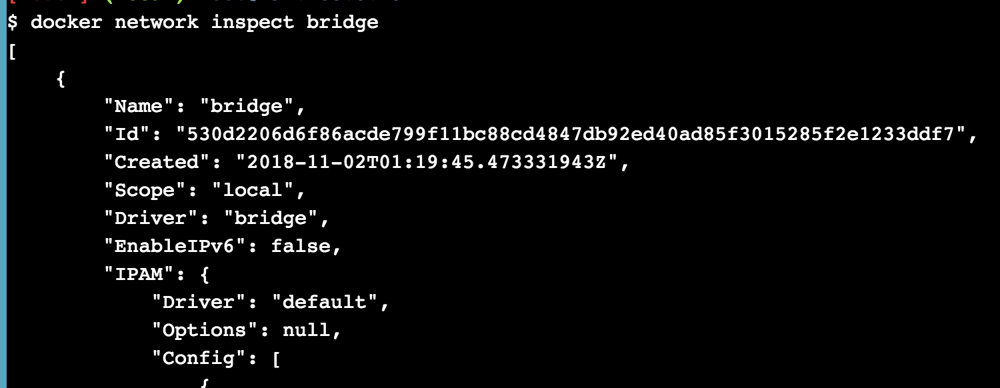 $ docker network inspect bridge
[
    {
        "Name": "bridge",
        "Id": "530d2206d6f86acde799f11bc88cd4847db92ed40ad85f3015285f2e1233ddf7",
        "Created": "2018-11-02T01:19:45.473331943Z",
        "Scope": "local",
        "Driver": "bridge",
        "EnableIPv6": false,
        "IPAM": {
            "Driver": "default",
            "Options": null,
            "Config": [
                {